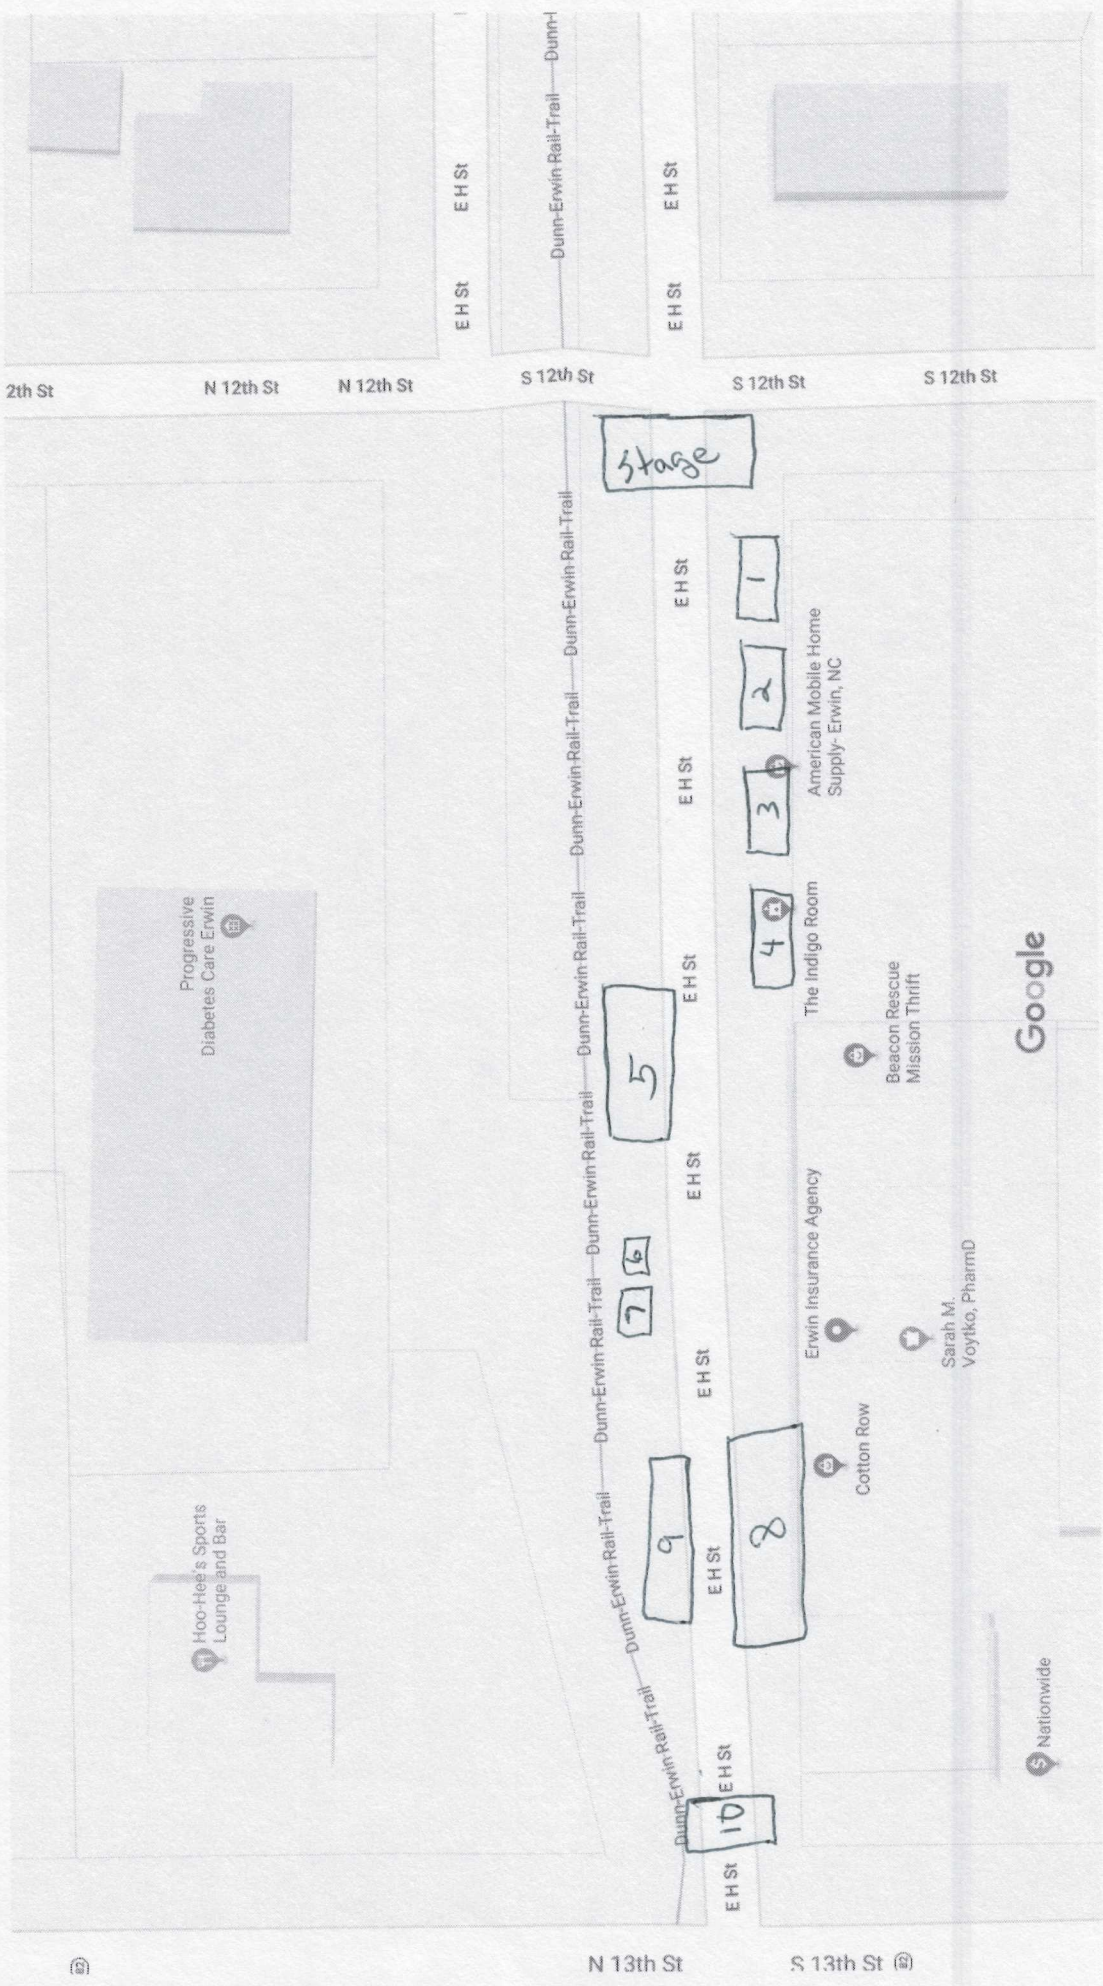 Dunn-Erwin Rail-Trail
Dunn-
E H St
E H St
E H St
E H St
2th St
N 12th St
N 12th St
S 12th St
S 12th St
S 12th St
Stage
Dunn-Erwin Rail-Trail
Dunn-Erwin Rail-Trail
Dunn-Erwin Rail-Trail
Dunn-Erwin Rail-Trail
Dunn-Erwin Rail-Trail
Dunn-Erwin Rail-Trail
Dunn-Erwin Rail-Trail
Dunn-Erwin Rail-Trail
E H St
E H St
E H St
E H St
E H St
E H St
E H St
E H St
1
2
3
4
5
6
7
8
9
10
American Mobile Home
Supply- Erwin, NC
The Indigo Room
Progressive
Diabetes Care Erwin
Beacon Rescue
Mission Thrift
Google
Erwin Insurance Agency
Sarah M.
Voytko, PharmD
Cotton Row
Hoo-Hee's Sports
Lounge and Bar
Nationwide
N 13th St
S 13th St
82
82